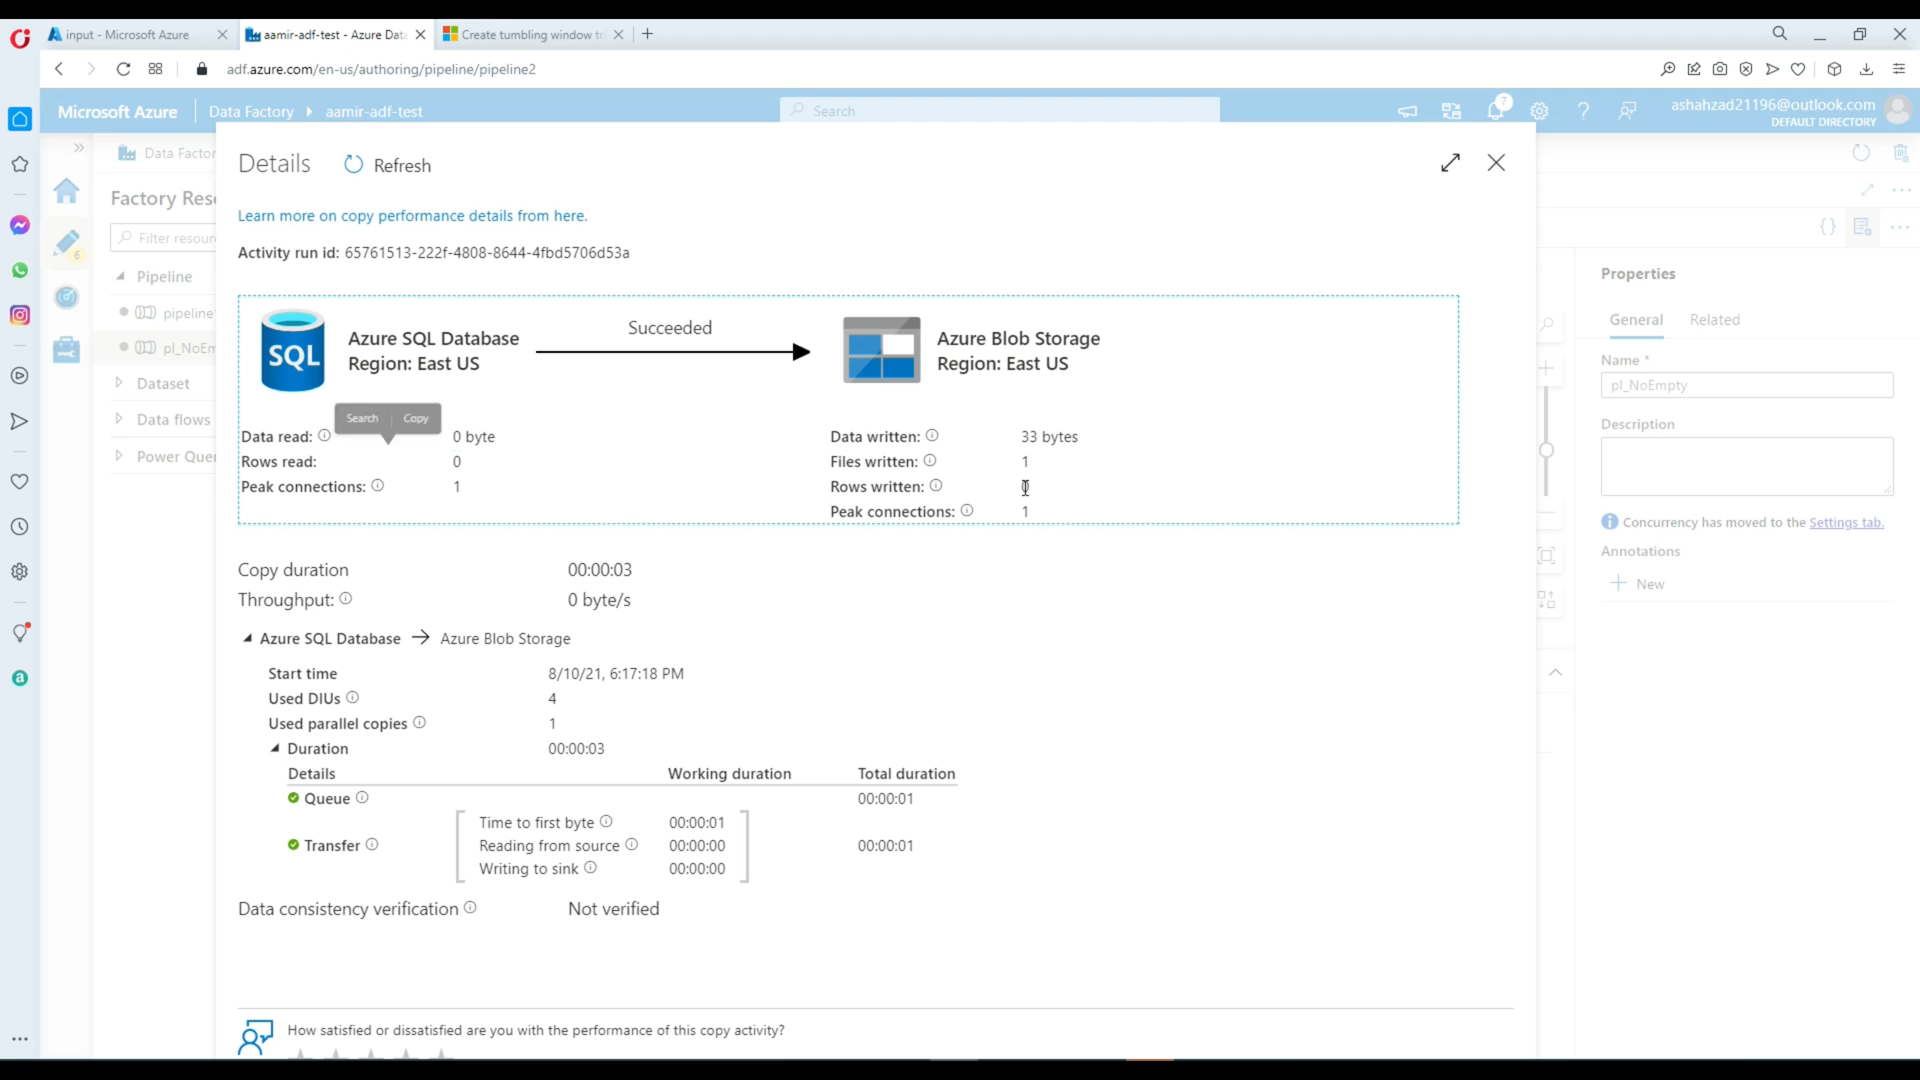 input - Microsoft Azure
aamir-adf-test - Azure Data
Create tumbling window tr
adf.azure.com/en-us/authoring/pipeline/pipeline2
Microsoft Azure
Data Factory
aamir-adf-test
Search
7
ashahzad21196@outlook.com
DEFAULT DIRECTORY
Data Factor
Factory Reso
Filter resourc
6
Pipeline
pipeline
pl_NoEm
Dataset
Data flows
Power Quer
Details
Refresh
Learn more on copy performance details from here.
Activity run id: 65761513-222f-4808-8644-4fbd5706d53a
SQL
Azure SQL Database
Region: East US
Succeeded
Azure Blob Storage
Region: East US
Search
Copy
Data read: 0 byte
Rows read: 0
Peak connections: 1
Data written: 33 bytes
Files written: 1
Rows written:
Peak connections: 1
Copy duration 00:00:03
Throughput: 0 byte/s
Azure SQL Database → Azure Blob Storage
Start time 8/10/21, 6:17:18 PM
Used DIUs 4
Used parallel copies 1
Duration 00:00:03
Details Working duration Total duration
Queue 00:00:01
Time to first byte 00:00:01
Transfer Reading from source 00:00:00 00:00:01
Writing to sink 00:00:00
Data consistency verification Not verified
How satisfied or dissatisfied are you with the performance of this copy activity?
Properties
General
Related
Name *
pl_NoEmpty
Description
Concurrency has moved to the Settings tab.
Annotations
New